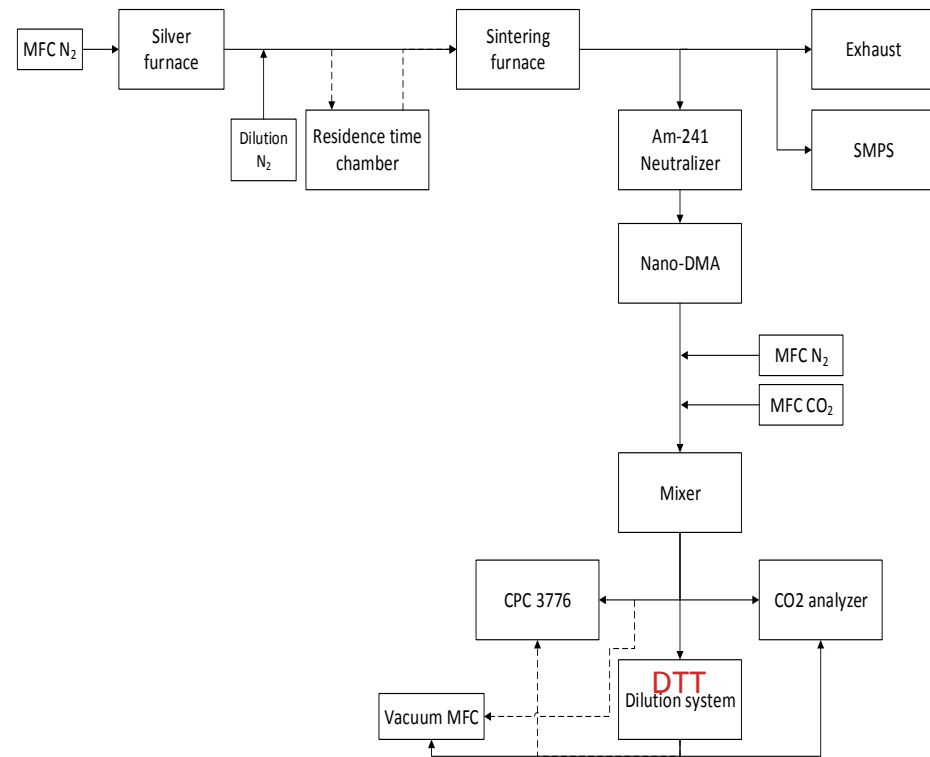 MFC N₂
Silver
furnace
Sintering
furnace
Exhaust
Dilution
N₂
Residence time
chamber
Am-241
Neutralizer
SMPS
Nano-DMA
MFC N₂
MFC CO₂
Mixer
CPC 3776
CO2 analyzer
DTT
Dilution system
Vacuum MFC